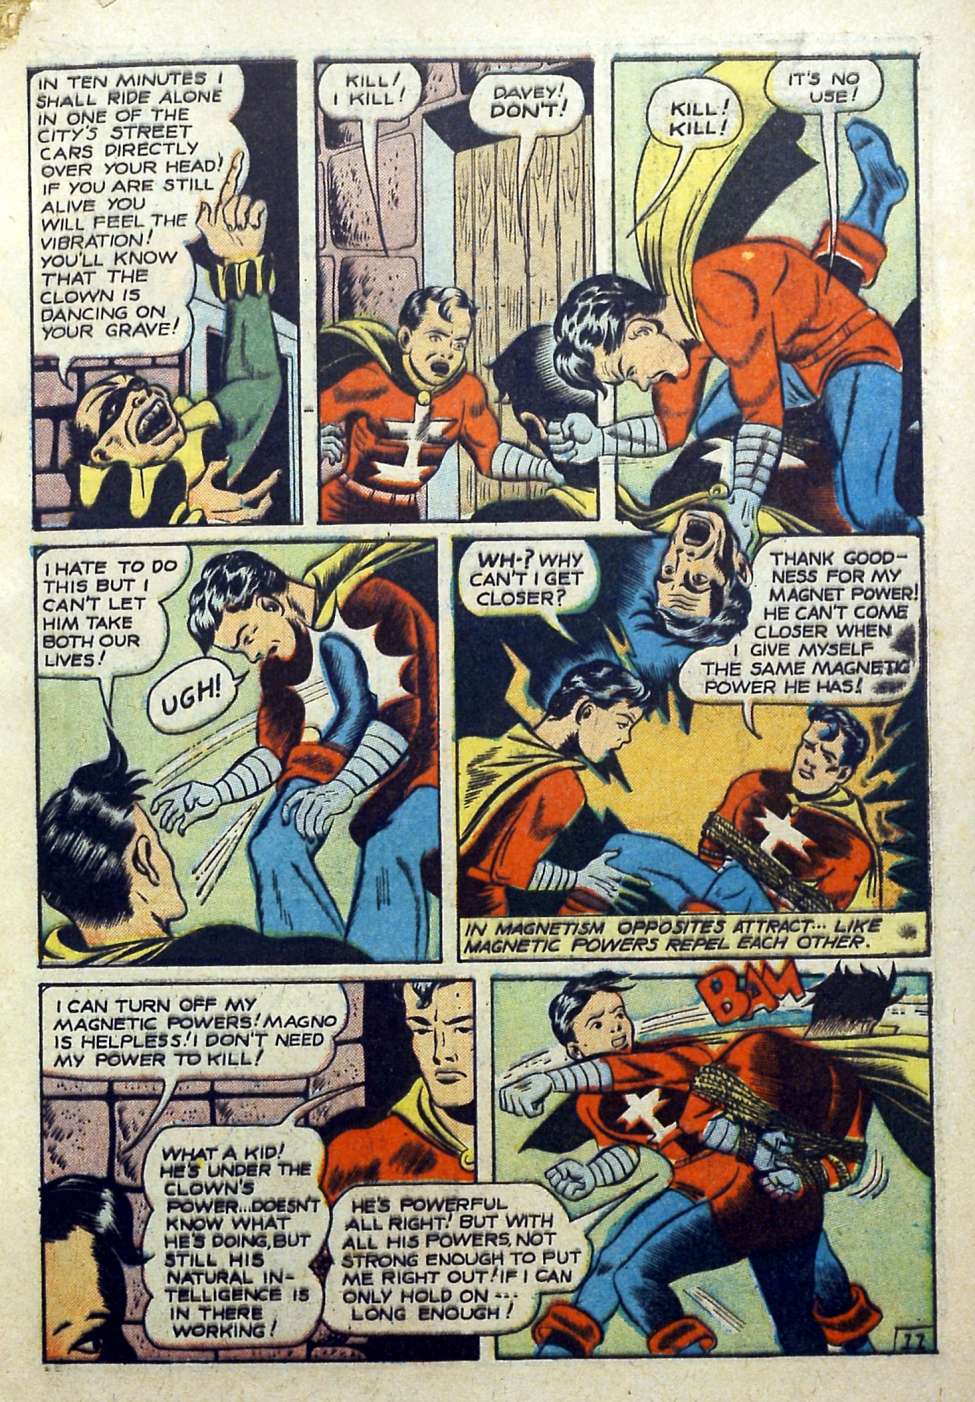 IN TEN MINUTES I
SHALL RIDE ALONE
IN ONE OF THE
CITY'S STREET
CARS DIRECTLY
OVER YOUR HEAD!
IF YOU ARE STILL
ALIVE YOU
WILL FEEL THE
VIBRATION!
YOU'LL KNOW
THAT THE
CLOWN IS
DANCING ON
YOUR GRAVE!
KILL!
I KILL!
DAVEY!
DON'T!
KILL!
KILL!
IT'S NO
USE!
I HATE TO DO
THIS BUT I
CAN'T LET
HIM TAKE
BOTH OUR
LIVES!
UGH!
WH-? WHY
CAN'T I GET
CLOSER?
THANK GOOD-
NESS FOR MY
MAGNET POWER!
HE CAN'T COME
CLOSER WHEN
I GIVE MYSELF
THE SAME MAGNETIC
POWER HE HAS!
IN MAGNETISM OPPOSITES ATTRACT... LIKE
MAGNETIC POWERS REPEL EACH OTHER.
I CAN TURN OFF MY
MAGNETIC POWERS! MAGNO
IS HELPLESS! I DON'T NEED
MY POWER TO KILL!
WHAT A KID!
HE'S UNDER THE
CLOWN'S
POWER...DOESN'T
KNOW WHAT
HE'S DOING, BUT
STILL HIS
NATURAL IN-
TELLIGENCE IS
IN THERE
WORKING!
HE'S POWERFUL
ALL RIGHT! BUT WITH
ALL HIS POWERS, NOT
STRONG ENOUGH TO PUT
ME RIGHT OUT! IF I CAN
ONLY HOLD ON ---
LONG ENOUGH!
BAM
11